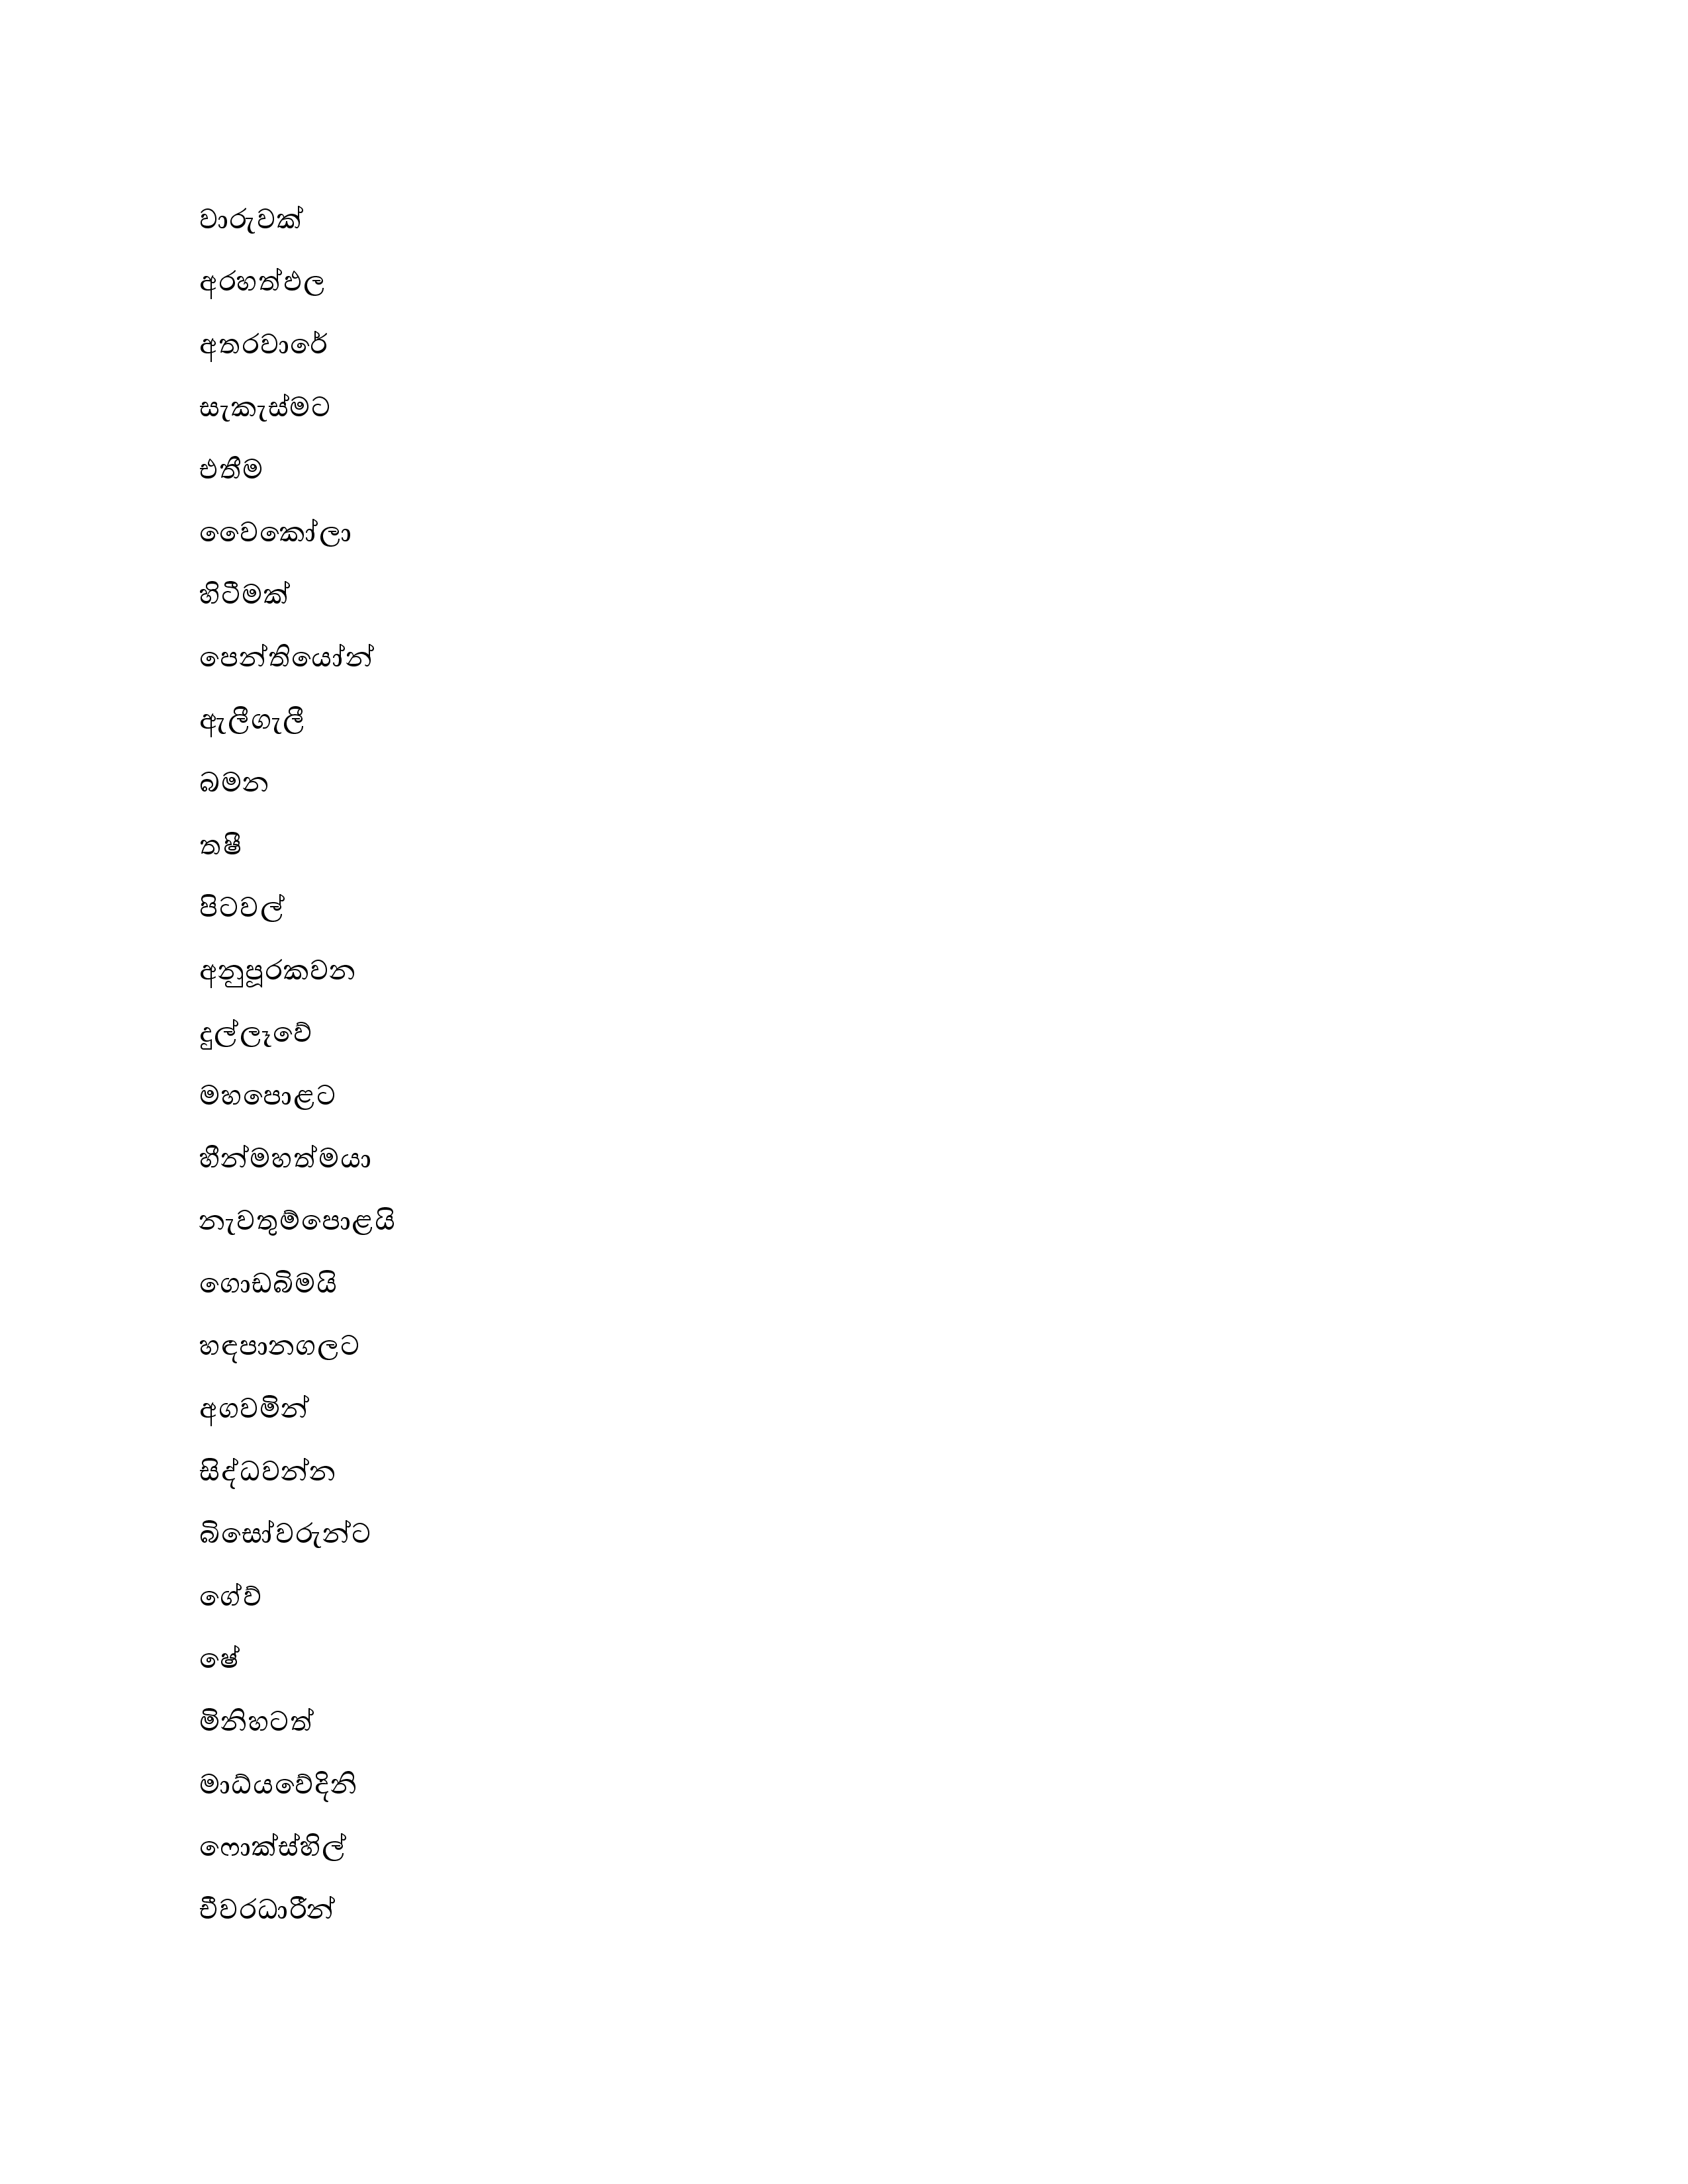 වාරුවක්
අරහත්ඵල
අතරවාරේ
සැකැස්මට
එතීම
වෛකෝලා
හිටීමක්
පෙන්තියෝන්
ඇලීගැලී
බමන
තෂී
පිටවල්
අනුපූරකවන
දුල්ලෑවේ
මහපොළට
හීන්මහත්මයා
නැවතුම්පොළයි
ගොඩබිමයි
හඳපානගලට
අගවමින්
සිද්ධවන්න
බිසෝවරුන්ට
ගේව්
ෂේ
මිනිහටත්
මාධ්යවේදිනි
ෆොක්ස්හිල්
චීවරධාරීන්